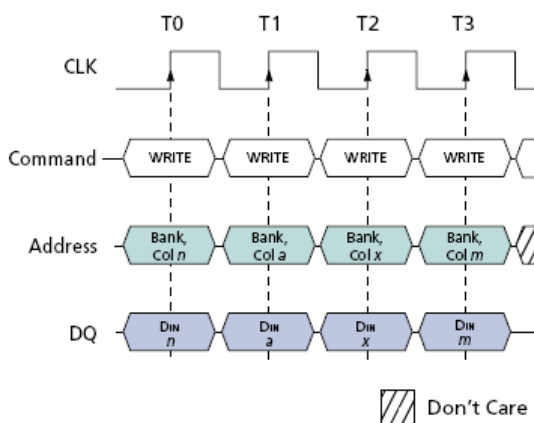 T0 T1 T2 T3
CLK
Command WRITE WRITE WRITE WRITE
Address Bank, Col n Bank, Col a Bank, Col x Bank, Col m
DQ DIN n DIN a DIN x DIN m
Don't Care